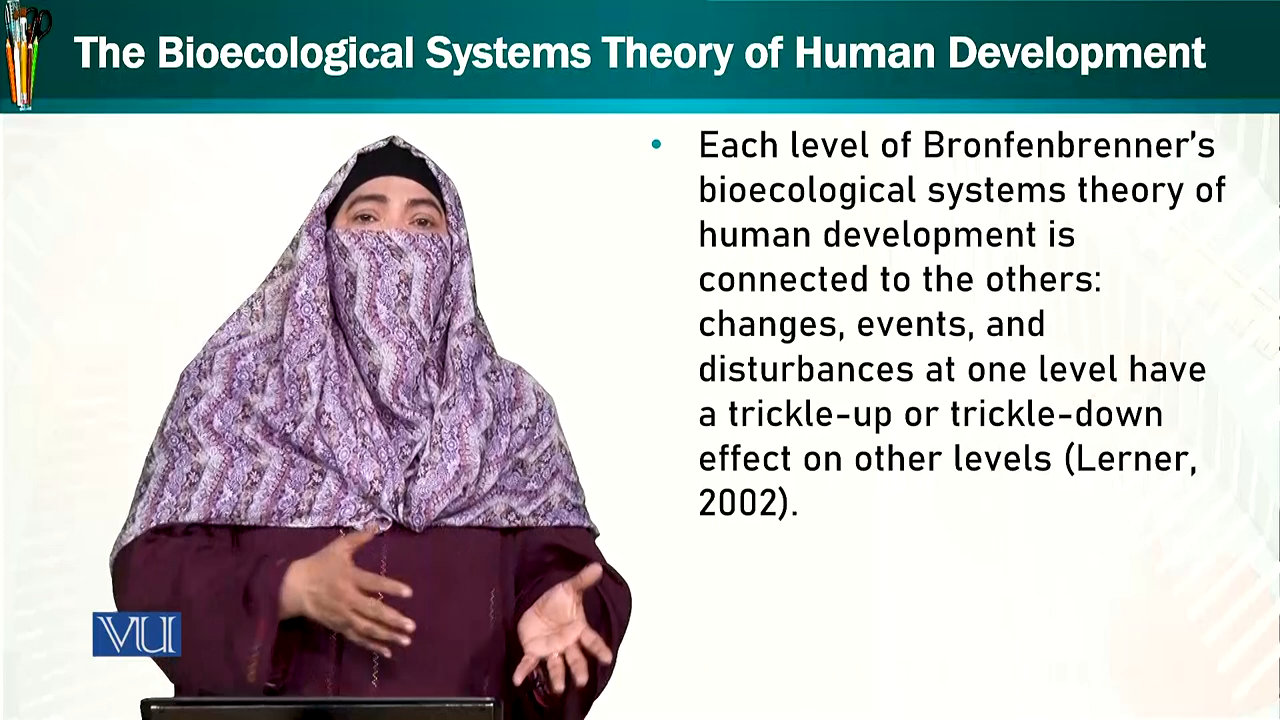 The Bioecological Systems Theory of Human Development
• Each level of Bronfenbrenner’s
bioecological systems theory of
human development is
connected to the others:
changes, events, and
disturbances at one level have
a trickle-up or trickle-down
effect on other levels (Lerner,
2002).
VU